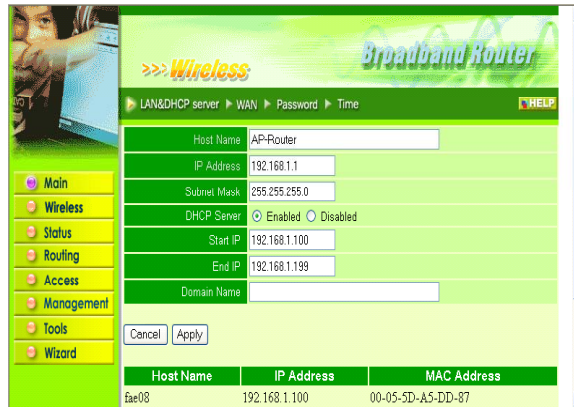 >>> Wireless
Broadband Router
LAN&DHCP server WAN Password Time
HELP
Host Name AP-Router
IP Address 192.168.1.1
Subnet Mask 255.255.255.0
DHCP Server Enabled Disabled
Start IP 192.168.1.100
End IP 192.168.1.199
Domain Name
Main
Wireless
Status
Routing
Access
Management
Tools
Wizard
Cancel Apply
Host Name IP Address MAC Address
fae08 192.168.1.100 00-05-5D-A5-DD-87